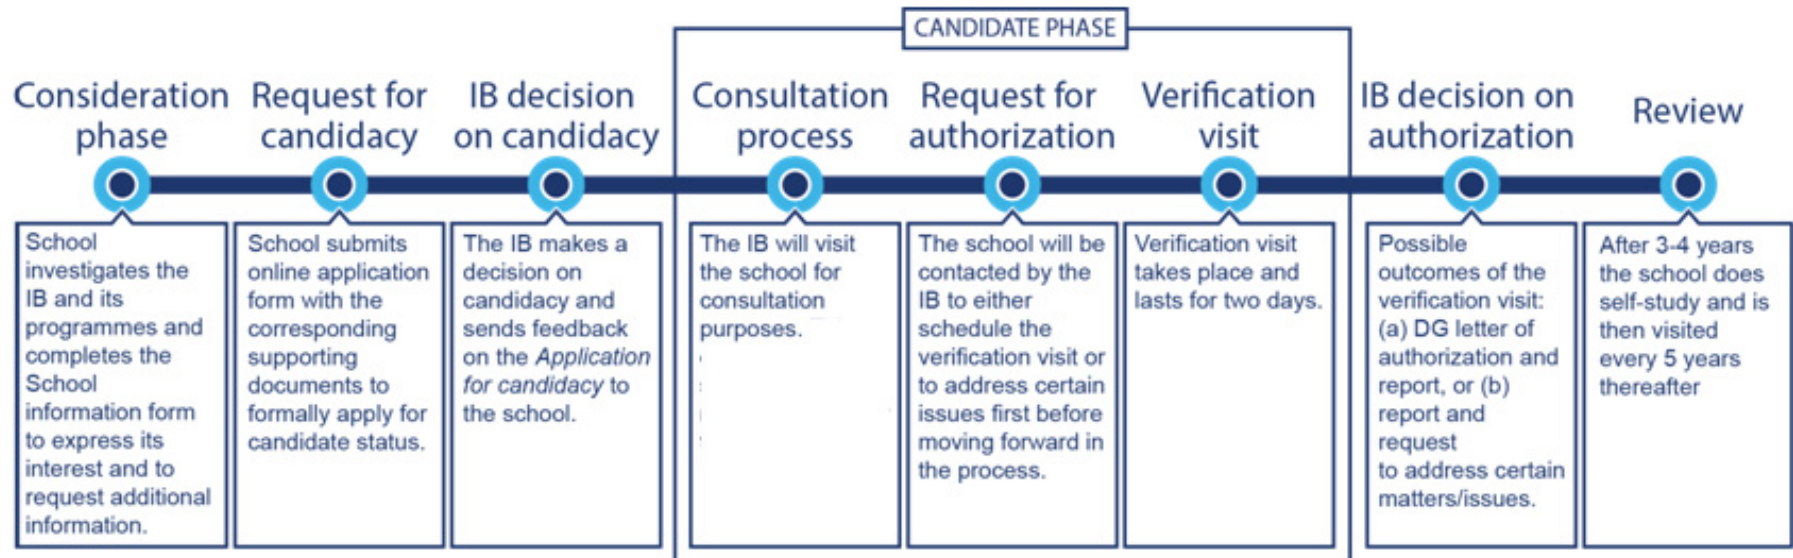 CANDIDATE PHASE
Consideration
phase
Request for
candidacy
IB decision
on candidacy
Consultation
process
Request for
authorization
Verification
visit
IB decision on
authorization
Review
School
investigates the
IB and its
programmes and
completes the
School
information form
to express its
interest and to
request additional
information.
School submits
online application
form with the
corresponding
supporting
documents to
formally apply for
candidate status.
The IB makes a
decision on
candidacy and
sends feedback
on the Application
for candidacy to
the school.
The IB will visit
the school for
consultation
purposes.
The school will be
contacted by the
IB to either
schedule the
verification visit or
to address certain
issues first before
moving forward in
the process.
Verification visit
takes place and
lasts for two days.
Possible
outcomes of the
verification visit:
(a) DG letter of
authorization and
report, or (b)
report and
request
to address certain
matters/issues.
After 3-4 years
the school does
self-study and is
then visited
every 5 years
thereafter